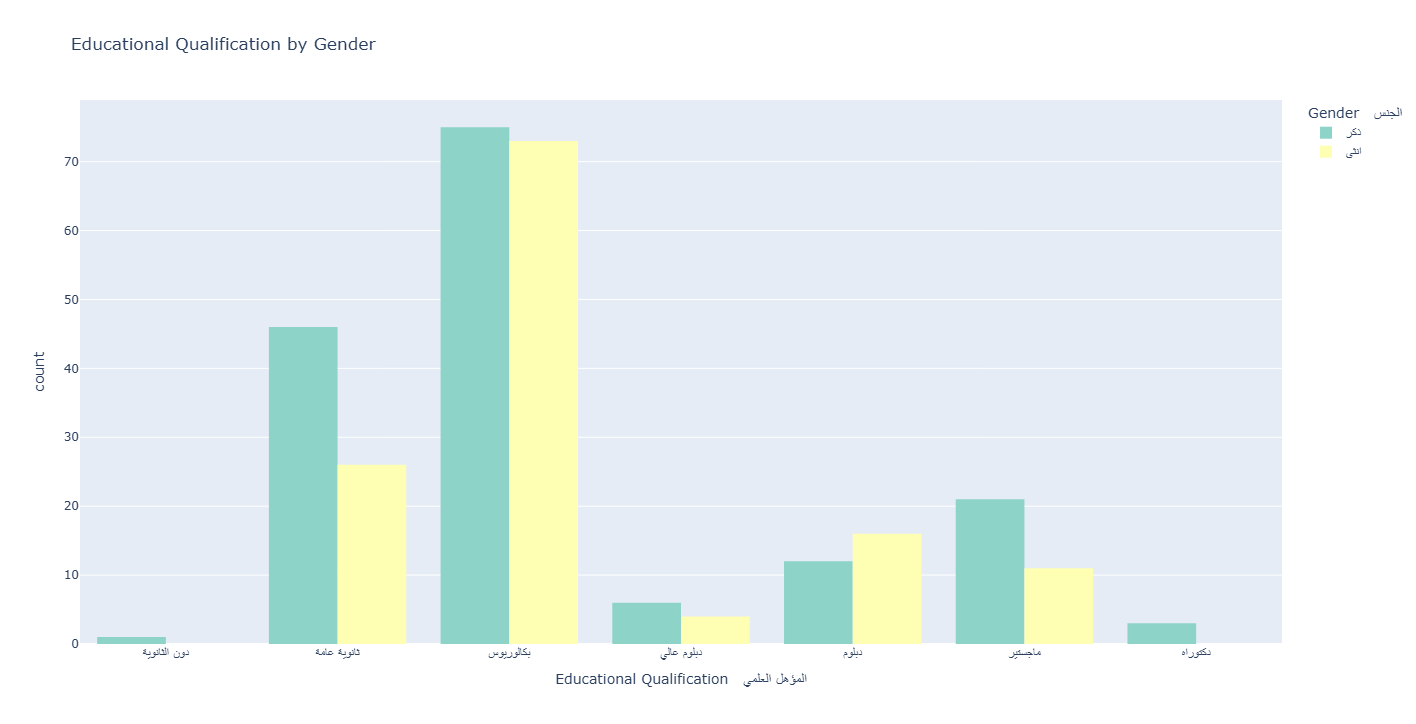 Educational Qualification by Gender
Gender الجنس
ذكر
انثى
count
70
60
50
40
30
20
10
0
دون الثانوية
ثانوية عامة
بكالوريوس
دبلوم عالي
دبلوم
ماجستير
دكتوراه
Educational Qualification المؤهل العلمي